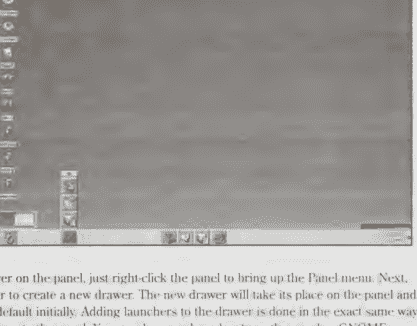 er on the panel, just right-click the panel to bring up the Panel menu. Next,
r to create a new drawer. The new drawer will take its place on the panel and
default initially. Adding launchers to the drawer is done in the exact same way
GNOME